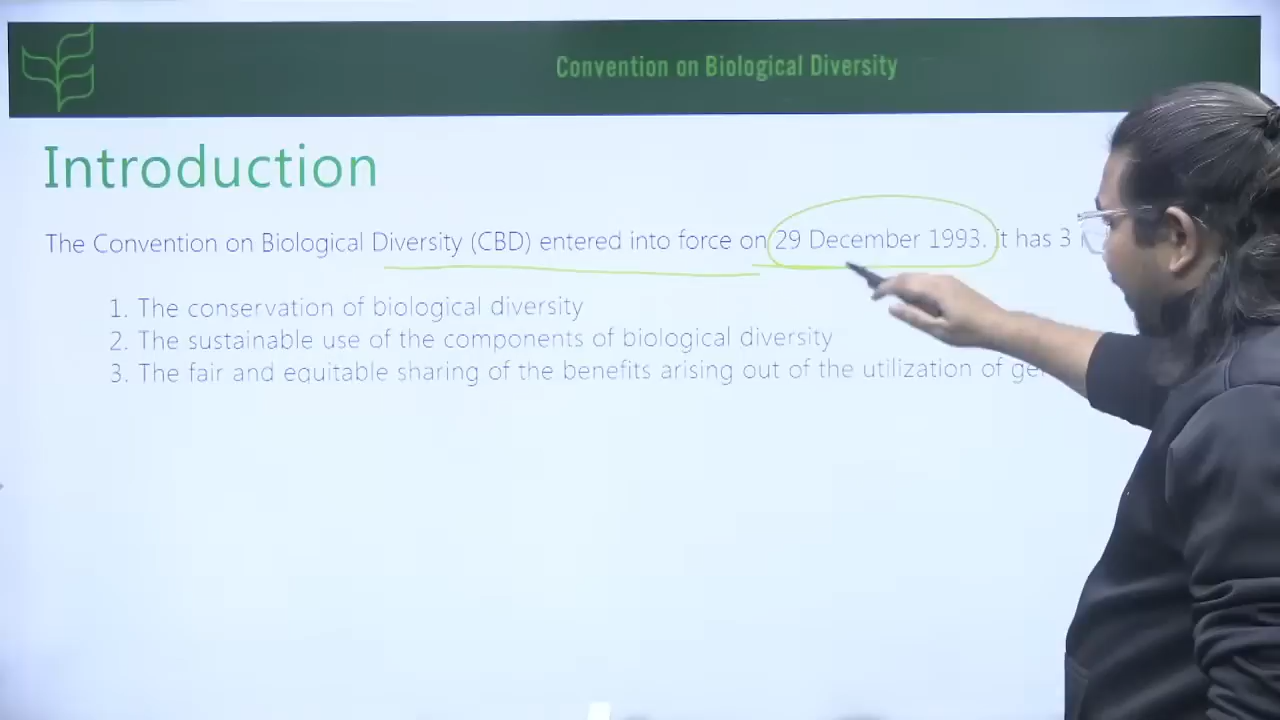 Convention on Biological Diversity
Introduction
The Convention on Biological Diversity (CBD) entered into force on 29 December 1993. It has 3
1. The conservation of biological diversity
2. The sustainable use of the components of biological diversity
3. The fair and equitable sharing of the benefits arising out of the utilization of